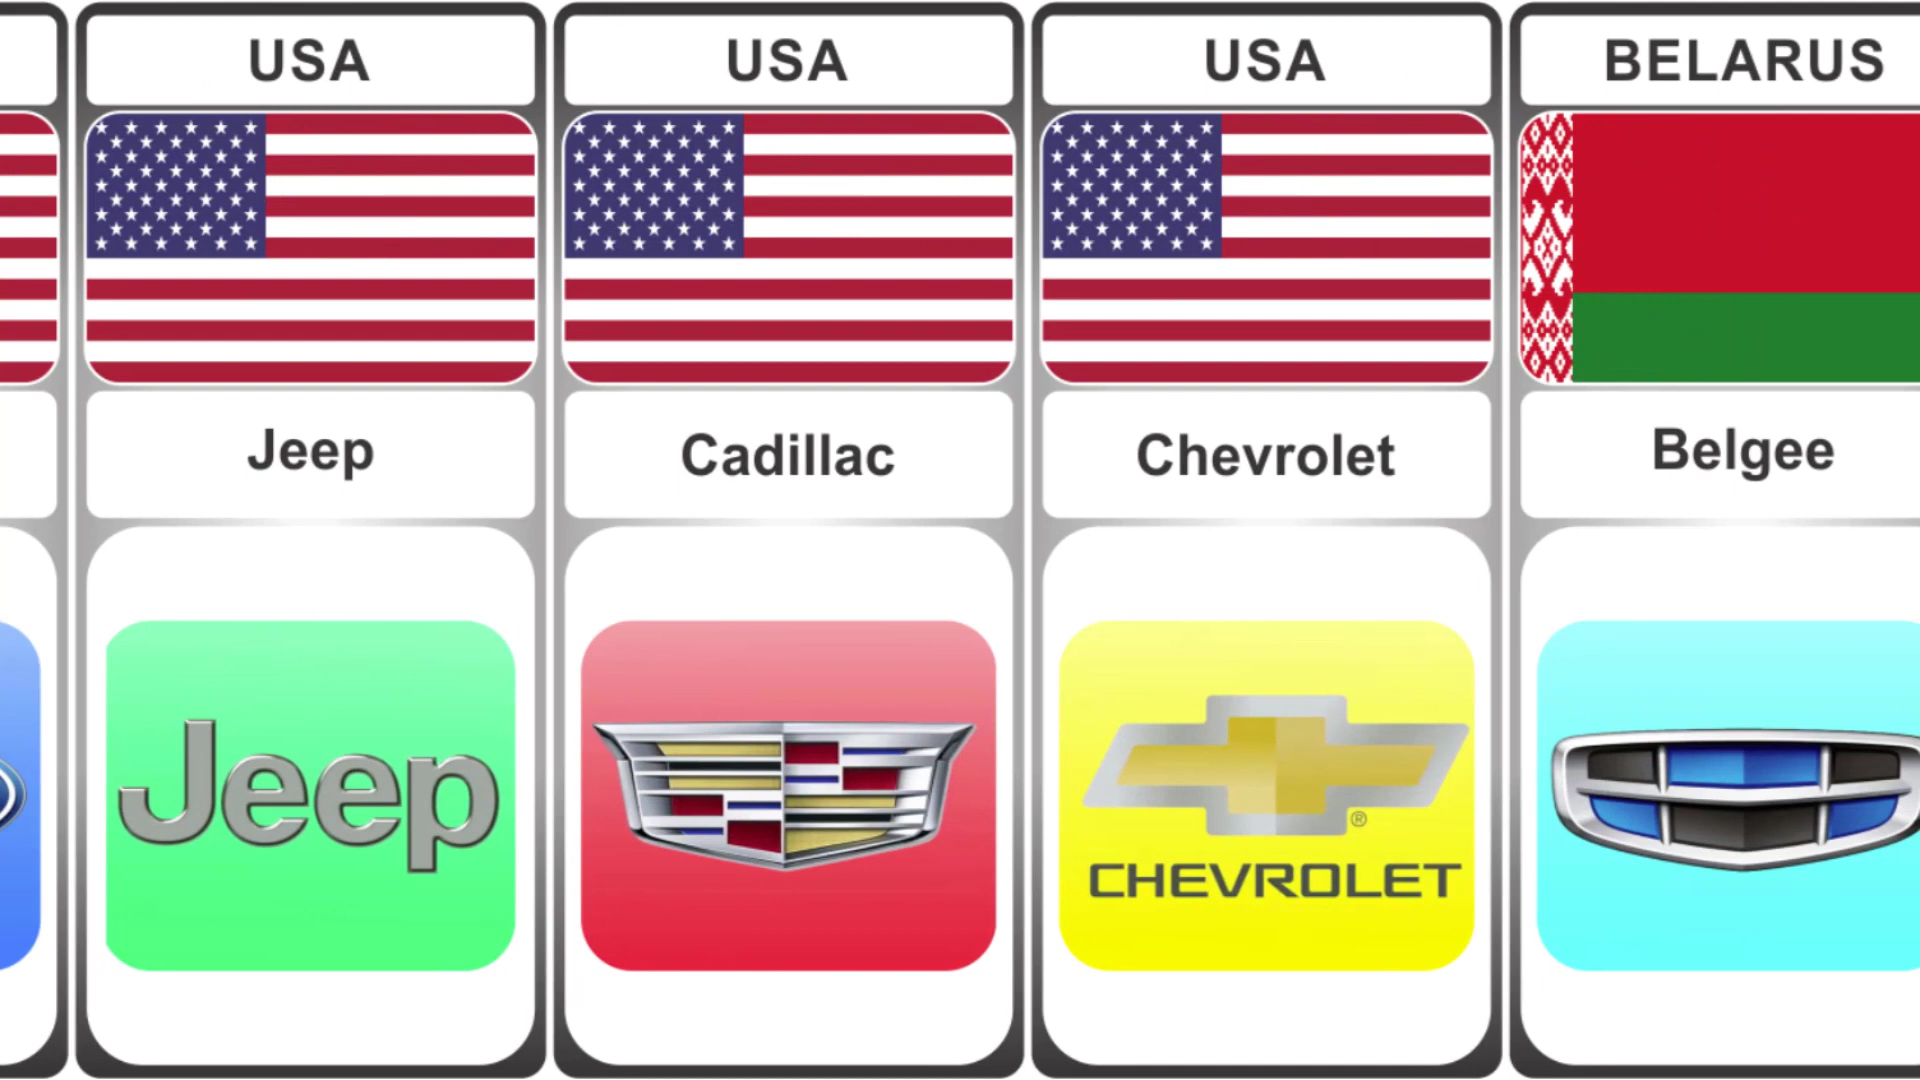 USA
Jeep
Jeep
USA
Cadillac
USA
Chevrolet
®
CHEVROLET
BELARUS
Belgee